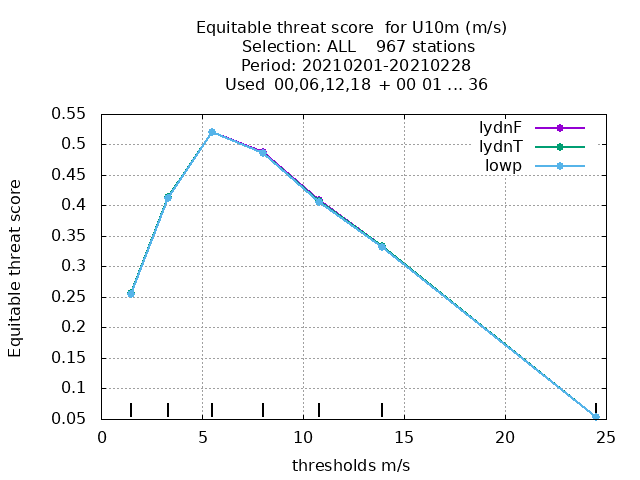 Equitable threat score  for U10m (m/s)
Selection: ALL    967 stations
Period: 20210201-20210228
Used  00,06,12,18  + 00 01 ... 36
lydnF
lydnT
lowp
Equitable threat score
0.55
0.5
0.45
0.4
0.35
0.3
0.25
0.2
0.15
0.1
0.05
0 5 10 15 20 25
thresholds m/s